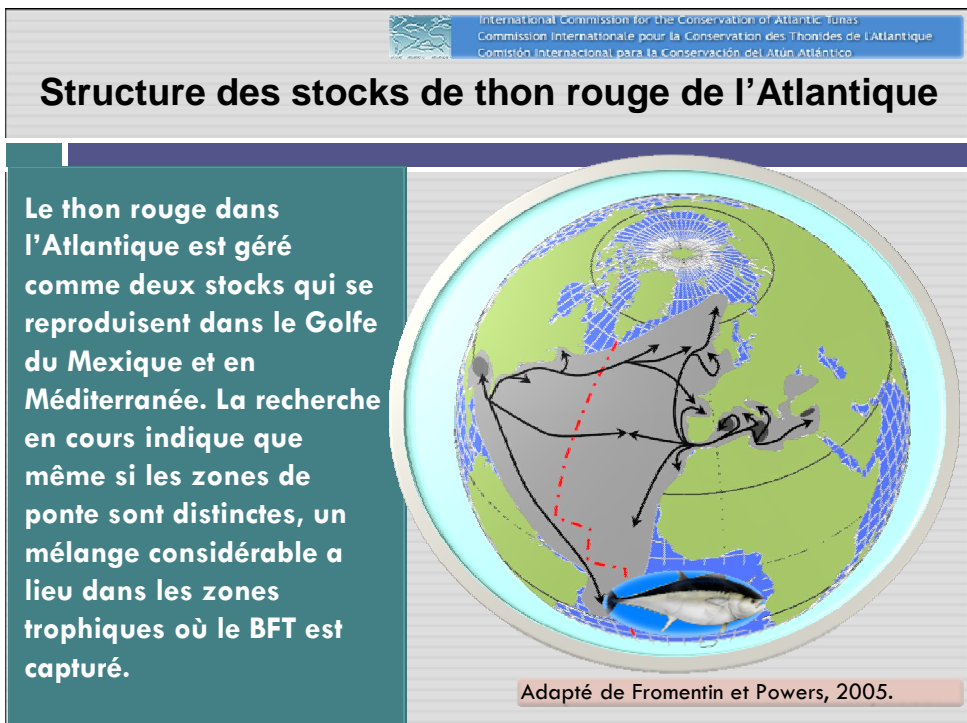 International Commission for the Conservation of Atlantic Tunas
Commission Internationale pour la Conservation des Thonides de l'Atlantique
Comisión Internacional para la Conservación del Atún Atlántico
Structure des stocks de thon rouge de l’Atlantique
Le thon rouge dans
l’Atlantique est géré
comme deux stocks qui se
reproduisent dans le Golfe
du Mexique et en
Méditerranée. La recherche
en cours indique que
même si les zones de
ponte sont distinctes, un
mélange considérable a
lieu dans les zones
trophiques où le BFT est
capturé.
Adapté de Fromentin et Powers, 2005.